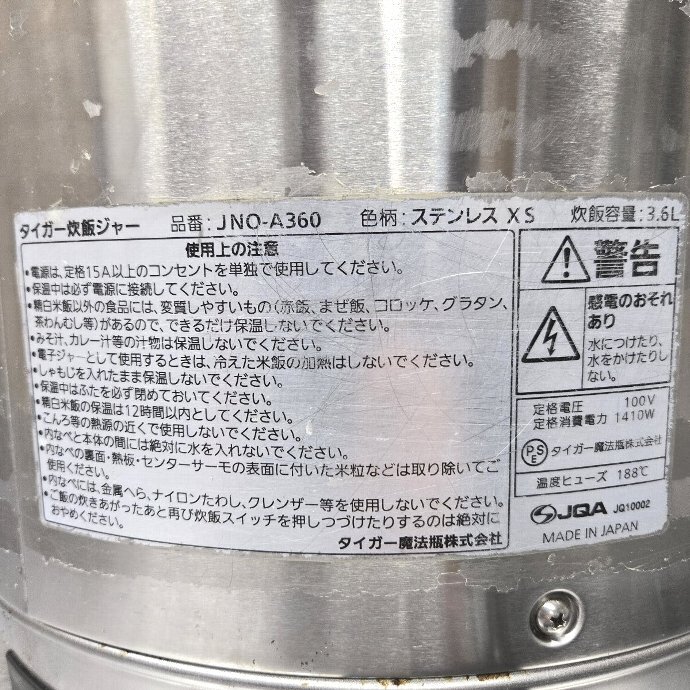 タイガー炊飯ジャー 品番:JNO-A360 色柄:ステンレス XS 炊飯容量:3.6L
使用上の注意
•電源は、定格15A以上のコンセントを単独で使用してください。
•保温中は必ず電源に接続してください。
•精白米飯以外の食品には、変質しやすいもの(赤飯、まぜ飯、コロッケ、グラタン、
茶わんむし等)があるので、できるだけ保温しないでください。
•みそ汁、カレー汁等の汁物は保温しないでください。
•電子ジャーとして使用するときは、冷えた米飯の加熱はしないでください。
•しゃもじを入れたまま保温しないでください。
•保温中はふたを必ず閉めておいてください。
•精白米飯の保温は12時間以内としてください。
•こんろ等の熱源の近くで使用しないでください。
•内なべと本体の間には絶対に水を入れないでください。
•内なべの裏面・熱板・センターサーモの表面に付いた米粒などは取り除いてご
使用ください。
•内なべには、金属へら、ナイロンたわし、クレンザー等を使用しないでください。
•ご飯の炊きあがったあと再び炊飯スイッチを押しつづけたりするのは絶対に
おやめください。
タイガー魔法瓶株式会社
警告
感電のおそれ
あり
水につけたり、
水をかけたりし
ない。
定格電圧 100V
定格消費電力 1410W
PSE タイガー魔法瓶株式会社
温度ヒューズ 188℃
JQA JQ10002
MADE IN JAPAN